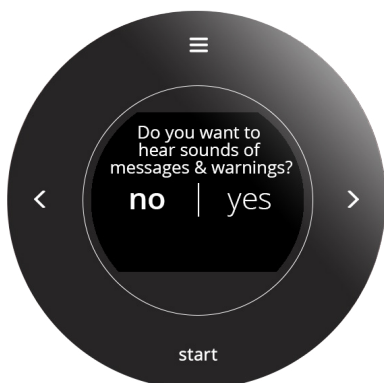 Do you want to
hear sounds of
messages & warnings?
no | yes
start